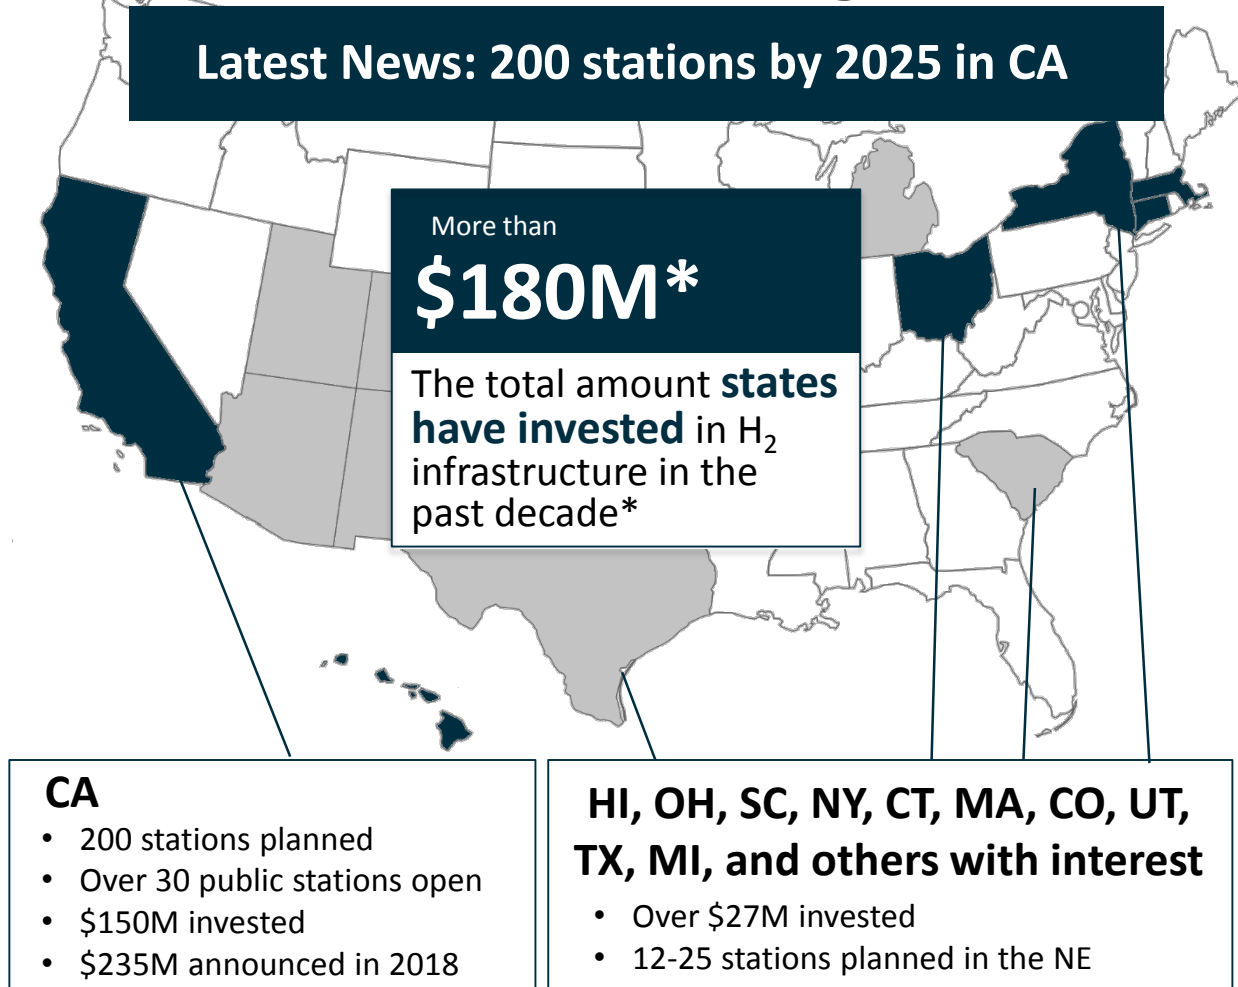 Latest News: 200 stations by 2025 in CA
More than
$180M*
The total amount states
have invested in H₂
infrastructure in the
past decade*
CA
• 200 stations planned
• Over 30 public stations open
• $150M invested
• $235M announced in 2018
HI, OH, SC, NY, CT, MA, CO, UT,
TX, MI, and others with interest
• Over $27M invested
• 12-25 stations planned in the NE